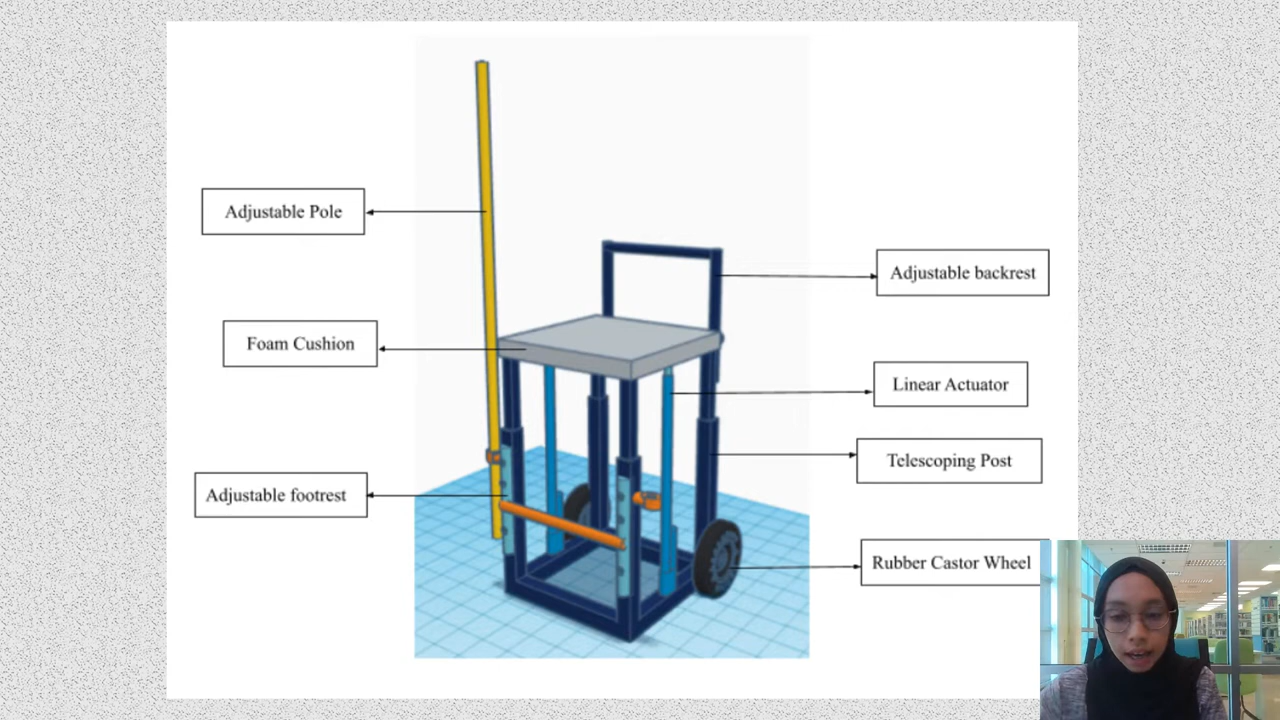 Adjustable Pole
Adjustable backrest
Foam Cushion
Linear Actuator
Telescoping Post
Adjustable footrest
Rubber Castor Wheel